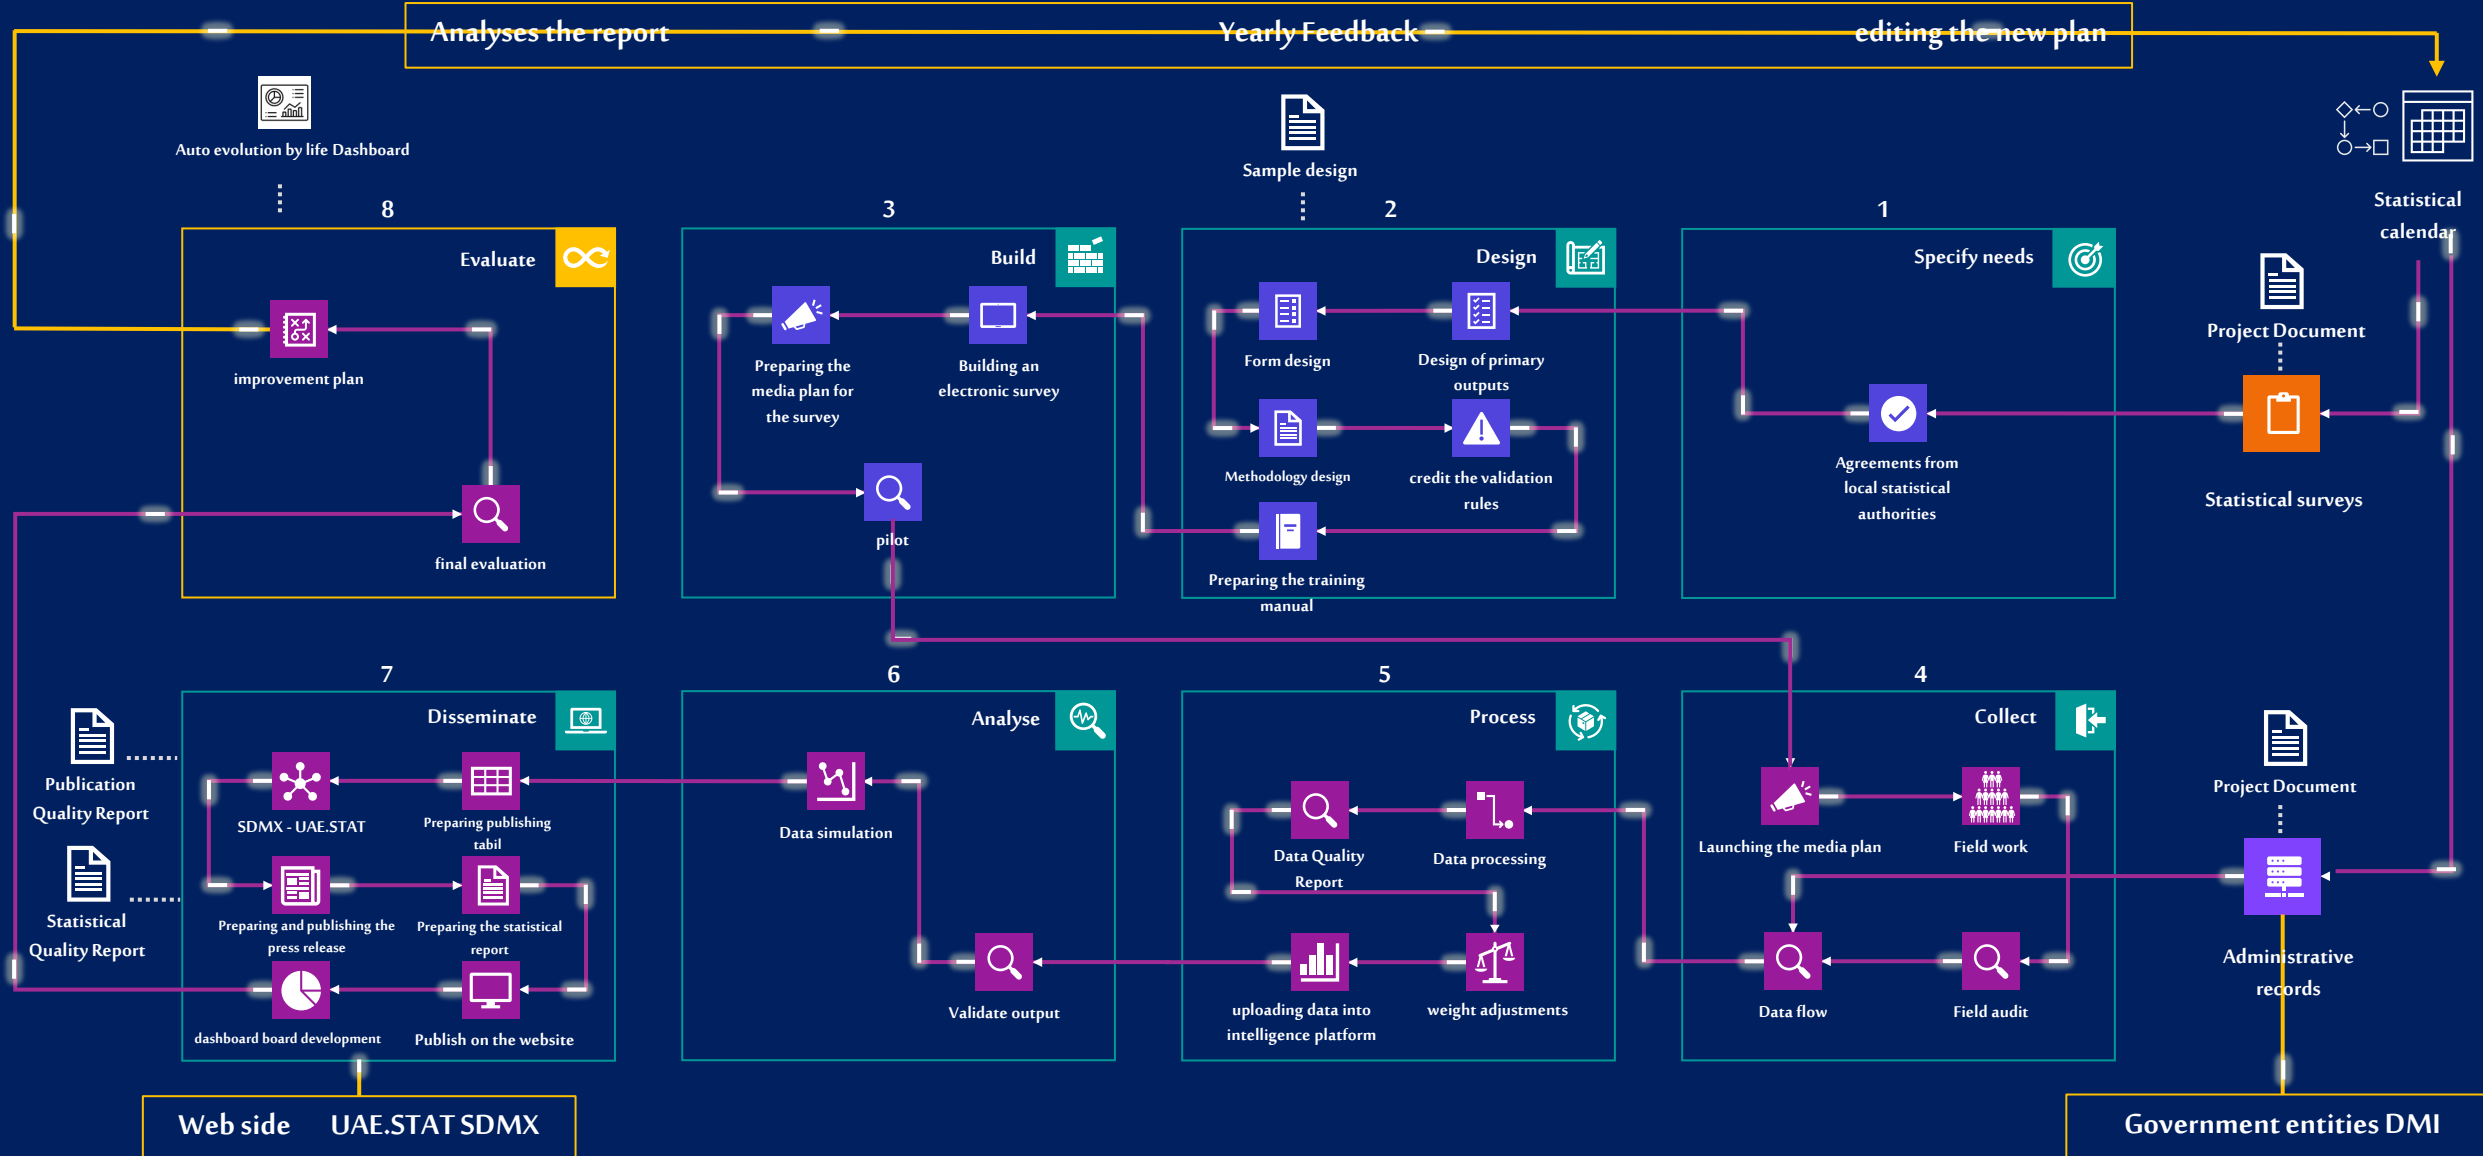 Analyses the report
Yearly Feedback
editing the new plan
Auto evolution by life Dashboard
Sample design
Statistical
calendar
8
Evaluate
improvement plan
final evaluation
3
Build
Preparing the
media plan for
the survey
Building an
electronic survey
pilot
2
Design
Form design
Design of primary
outputs
Methodology design
credit the validation
rules
Preparing the training
manual
1
Specify needs
Agreements from
local statistical
authorities
Project Document
Statistical surveys
7
Disseminate
Publication
Quality Report
Statistical
Quality Report
SDMX - UAE.STAT
Preparing publishing
tabil
Preparing and publishing the
press release
Preparing the statistical
report
dashboard board development
Publish on the website
6
Analyse
Data simulation
Validate output
5
Process
Data Quality
Report
Data processing
uploading data into
intelligence platform
weight adjustments
4
Collect
Launching the media plan
Field work
Data flow
Field audit
Project Document
Administrative
records
Web side
UAE.STAT SDMX
Government entities DMI